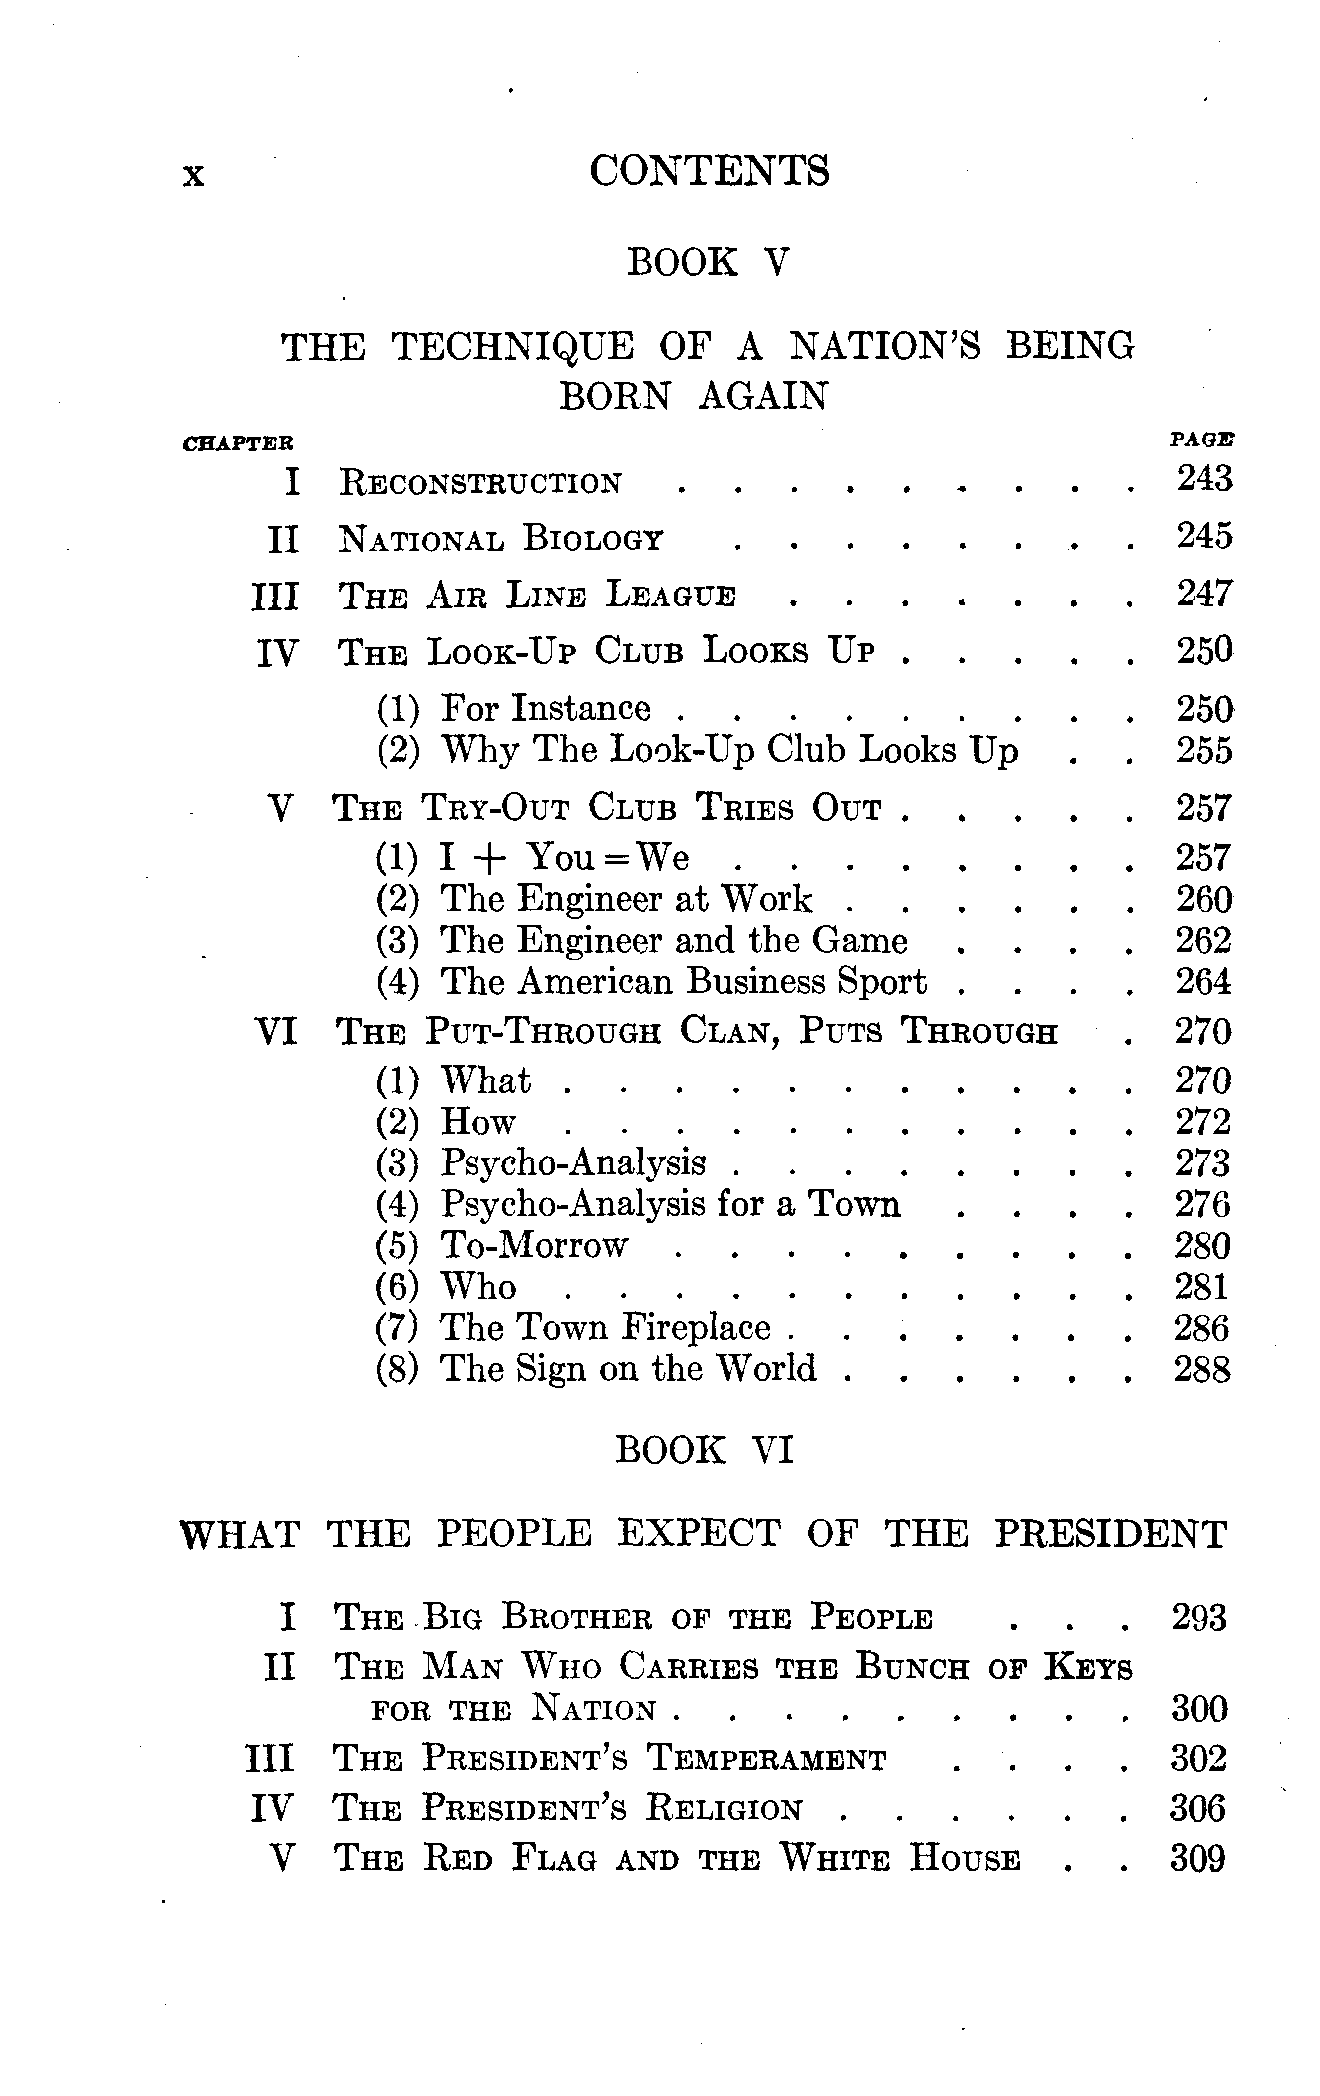 x CONTENTS
BOOK V
THE TECHNIQUE OF A NATION'S BEING
BORN AGAIN
CHAPTER PAGE
I RECONSTRUCTION . . . . . . . . . 243
II NATIONAL BIOLOGY . . . . . . . . 245
III THE AIR LINE LEAGUE . . . . . . . 247
IV THE LOOK-UP CLUB LOOKS UP . . . . . 250
(1) For Instance . . . . . . . . . 250
(2) Why The Look-Up Club Looks Up . . 255
V THE TRY-OUT CLUB TRIES OUT . . . . . 257
(1) I + You = We . . . . . . . . 257
(2) The Engineer at Work . . . . . . 260
(3) The Engineer and the Game . . . . 262
(4) The American Business Sport . . . . 264
VI THE PUT-THROUGH CLAN, PUTS THROUGH . 270
(1) What . . . . . . . . . . . 270
(2) How . . . . . . . . . . . 272
(3) Psycho-Analysis . . . . . . . . 273
(4) Psycho-Analysis for a Town . . . . 276
(5) To-Morrow . . . . . . . . . 280
(6) Who . . . . . . . . . . . 281
(7) The Town Fireplace . . . . . . . 286
(8) The Sign on the World . . . . . . 288
BOOK VI
WHAT THE PEOPLE EXPECT OF THE PRESIDENT
I THE BIG BROTHER OF THE PEOPLE . . . 293
II THE MAN WHO CARRIES THE BUNCH OF KEYS
FOR THE NATION . . . . . . . . . 300
III THE PRESIDENT'S TEMPERAMENT . . . . 302
IV THE PRESIDENT'S RELIGION . . . . . . 306
V THE RED FLAG AND THE WHITE HOUSE . . 309